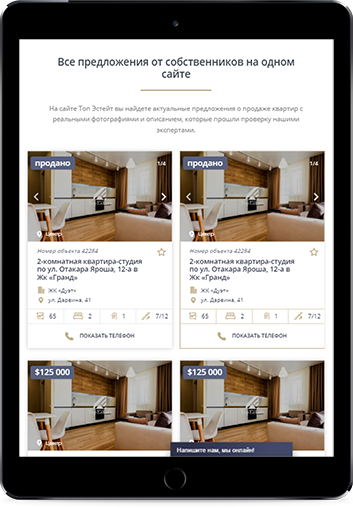 Все предложения от собственников на одном
сайте
На сайте Топ Эстейт вы найдете актуальные предложения о продаже квартир с
реальными фотографиями и описанием, которые прошли проверку нашими
экспертами.
продано 1/4
Центр
Номер объекта 42284
2-комнатная квартира-студия
по ул. Отакара Яроша, 12-а в
Жк «Гранд»
ЖК «Дуэт»
ул. Дарвина, 41
65 2 1 7/12
ПОКАЗАТЬ ТЕЛЕФОН
продано 1/4
Центр
Номер объекта 42284
2-комнатная квартира-студия
по ул. Отакара Яроша, 12-а в
Жк «Гранд»
ЖК «Дуэт»
ул. Дарвина, 41
65 2 1 7/12
ПОКАЗАТЬ ТЕЛЕФОН
$125 000
Центр
$125 000
Центр
Напишите нам, мы онлайн!